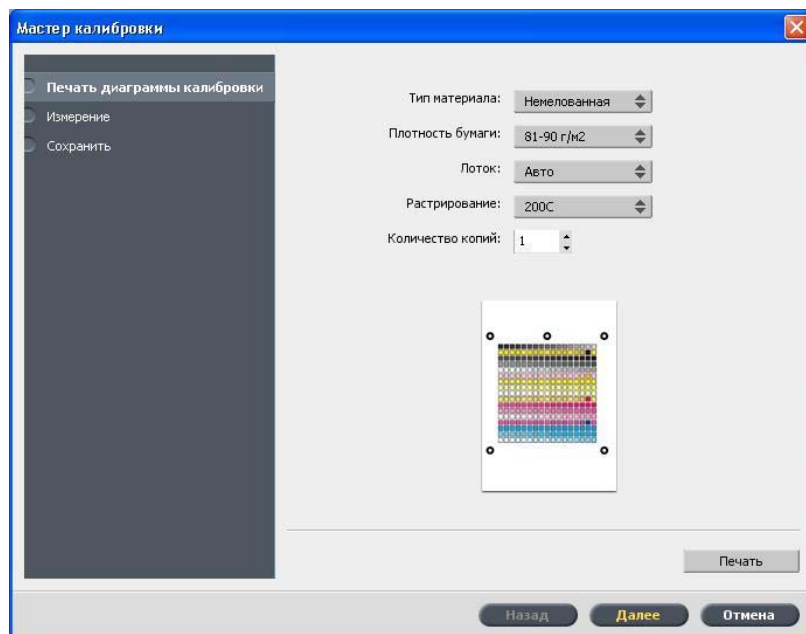 Мастер калибровки
Печать диаграммы калибровки
Измерение
Сохранить
Тип материала: Немелованная
Плотность бумаги: 81-90 г/м2
Лоток: Авто
Растрирование: 200C
Количество копий: 1
Печать
Назад Далее Отмена